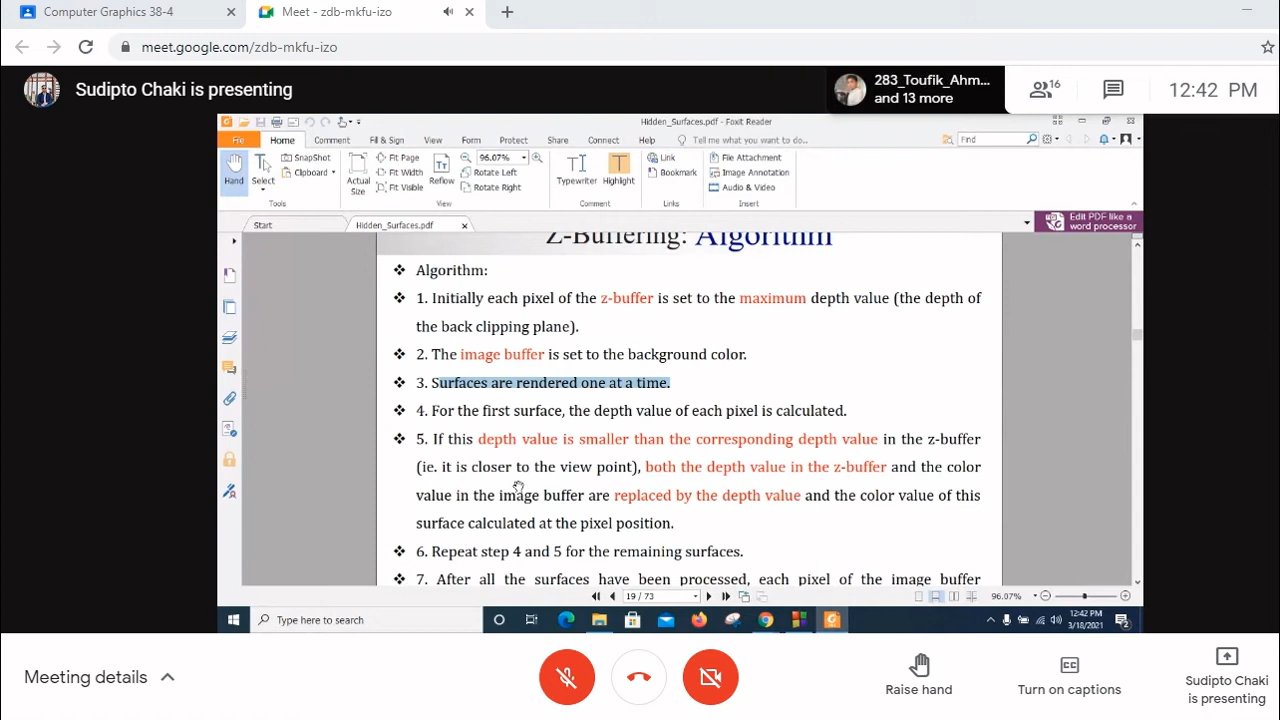 Computer Graphics 38-4
Meet - zdb-mkfu-izo
meet.google.com/zdb-mkfu-izo
Sudipto Chaki is presenting
283_Toufik_Ahm...
and 13 more
16
12:42 PM
Hidden_Surfaces.pdf - Foxit Reader
File Home Comment Fill & Sign View Form Protect Share Connect Help Tell me what you want to do... Find
Hand
Select
SnapShot
Clipboard
Actual Size
Fit Page
Fit Width
Fit Visible
Reflow
96.07%
Rotate Left
Rotate Right
Typewriter
Highlight
Link
Bookmark
File Attachment
Image Annotation
Audio & Video
Tools View Comment Links Insert
Start
Hidden_Surfaces.pdf
Edit PDF like a
word processor
Z-Buffering: Algorithm
❖ Algorithm:
❖ 1. Initially each pixel of the z-buffer is set to the maximum depth value (the depth of
the back clipping plane).
❖ 2. The image buffer is set to the background color.
❖ 3. Surfaces are rendered one at a time.
❖ 4. For the first surface, the depth value of each pixel is calculated.
❖ 5. If this depth value is smaller than the corresponding depth value in the z-buffer
(ie. it is closer to the view point), both the depth value in the z-buffer and the color
value in the image buffer are replaced by the depth value and the color value of this
surface calculated at the pixel position.
❖ 6. Repeat step 4 and 5 for the remaining surfaces.
❖ 7. After all the surfaces have been processed, each pixel of the image buffer
19 / 73
96.07%
Type here to search
12:42 PM
3/18/2021
2
Meeting details
Raise hand
Turn on captions
Sudipto Chaki
is presenting